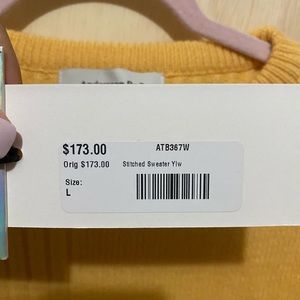 $173.00 ATB367W
Orig $173.00 Stitched Sweater Ylw
Size:
L